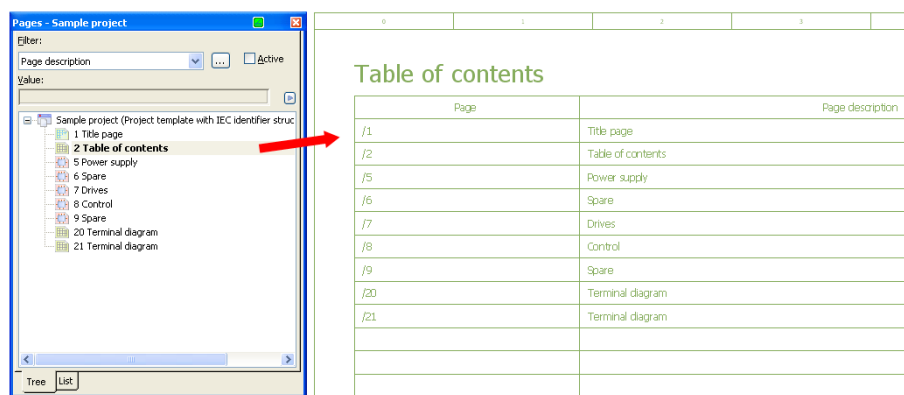 Pages - Sample project
Filter:
Page description
...
Active
Value:
Sample project (Project template with IEC identifier struc
1 Title page
2 Table of contents
5 Power supply
6 Spare
7 Drives
8 Control
9 Spare
20 Terminal diagram
21 Terminal diagram
Tree
List
0 1 2 3
Table of contents
Page Page description
/1 Title page
/2 Table of contents
/5 Power supply
/6 Spare
/7 Drives
/8 Control
/9 Spare
/20 Terminal diagram
/21 Terminal diagram